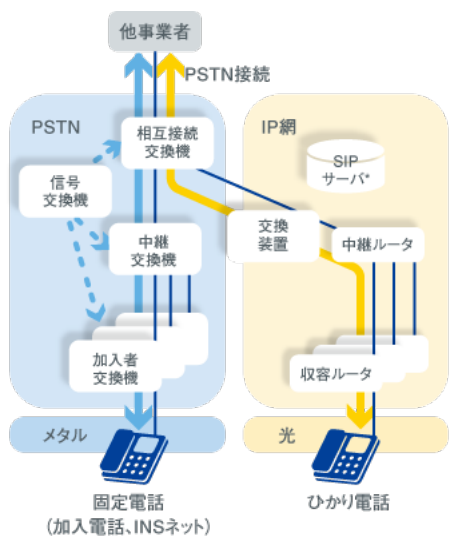 他事業者
PSTN接続
PSTN
IP網
相互接続
交換機
SIP
サーバ*
信号
交換機
交換
装置
中継
交換機
中継ルータ
加入者
交換機
収容ルータ
メタル
光
固定電話
(加入電話、INSネット)
ひかり電話